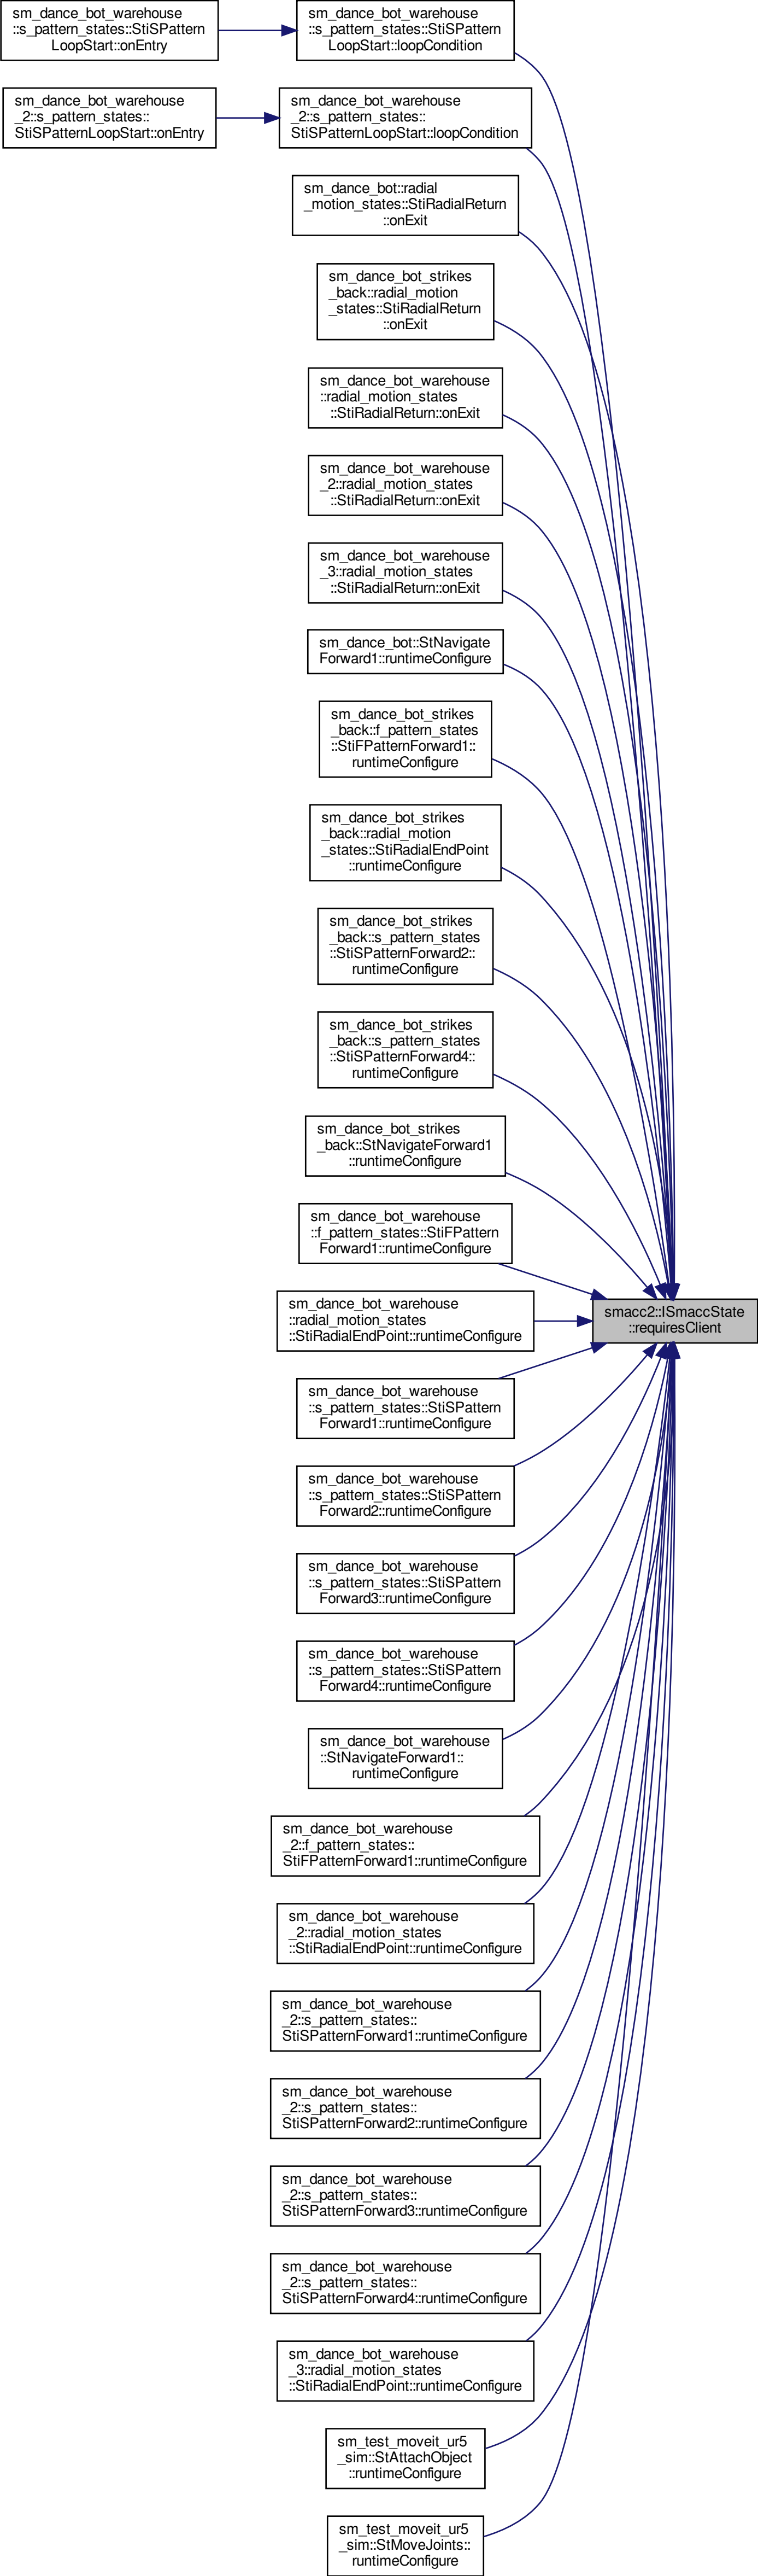 sm_dance_bot_warehouse
::s_pattern_states::StiSPattern
LoopStart::onEntry
sm_dance_bot_warehouse
::s_pattern_states::StiSPattern
LoopStart::loopCondition
sm_dance_bot_warehouse
_2::s_pattern_states::
StiSPatternLoopStart::onEntry
sm_dance_bot_warehouse
_2::s_pattern_states::
StiSPatternLoopStart::loopCondition
sm_dance_bot::radial
_motion_states::StiRadialReturn
::onExit
sm_dance_bot_strikes
_back::radial_motion
_states::StiRadialReturn
::onExit
sm_dance_bot_warehouse
::radial_motion_states
::StiRadialReturn::onExit
sm_dance_bot_warehouse
_2::radial_motion_states
::StiRadialReturn::onExit
sm_dance_bot_warehouse
_3::radial_motion_states
::StiRadialReturn::onExit
sm_dance_bot::StNavigate
Forward1::runtimeConfigure
sm_dance_bot_strikes
_back::f_pattern_states
::StiFPatternForward1::
runtimeConfigure
sm_dance_bot_strikes
_back::radial_motion
_states::StiRadialEndPoint
::runtimeConfigure
sm_dance_bot_strikes
_back::s_pattern_states
::StiSPatternForward2::
runtimeConfigure
sm_dance_bot_strikes
_back::s_pattern_states
::StiSPatternForward4::
runtimeConfigure
sm_dance_bot_strikes
_back::StNavigateForward1
::runtimeConfigure
sm_dance_bot_warehouse
::f_pattern_states::StiFPattern
Forward1::runtimeConfigure
sm_dance_bot_warehouse
::radial_motion_states
::StiRadialEndPoint::runtimeConfigure
smacc2::ISmaccState
::requiresClient
sm_dance_bot_warehouse
::s_pattern_states::StiSPattern
Forward1::runtimeConfigure
sm_dance_bot_warehouse
::s_pattern_states::StiSPattern
Forward2::runtimeConfigure
sm_dance_bot_warehouse
::s_pattern_states::StiSPattern
Forward3::runtimeConfigure
sm_dance_bot_warehouse
::s_pattern_states::StiSPattern
Forward4::runtimeConfigure
sm_dance_bot_warehouse
::StNavigateForward1::
runtimeConfigure
sm_dance_bot_warehouse
_2::f_pattern_states::
StiFPatternForward1::runtimeConfigure
sm_dance_bot_warehouse
_2::radial_motion_states
::StiRadialEndPoint::runtimeConfigure
sm_dance_bot_warehouse
_2::s_pattern_states::
StiSPatternForward1::runtimeConfigure
sm_dance_bot_warehouse
_2::s_pattern_states::
StiSPatternForward2::runtimeConfigure
sm_dance_bot_warehouse
_2::s_pattern_states::
StiSPatternForward3::runtimeConfigure
sm_dance_bot_warehouse
_2::s_pattern_states::
StiSPatternForward4::runtimeConfigure
sm_dance_bot_warehouse
_3::radial_motion_states
::StiRadialEndPoint::runtimeConfigure
sm_test_moveit_ur5
_sim::StAttachObject
::runtimeConfigure
sm_test_moveit_ur5
_sim::StMoveJoints::
runtimeConfigure